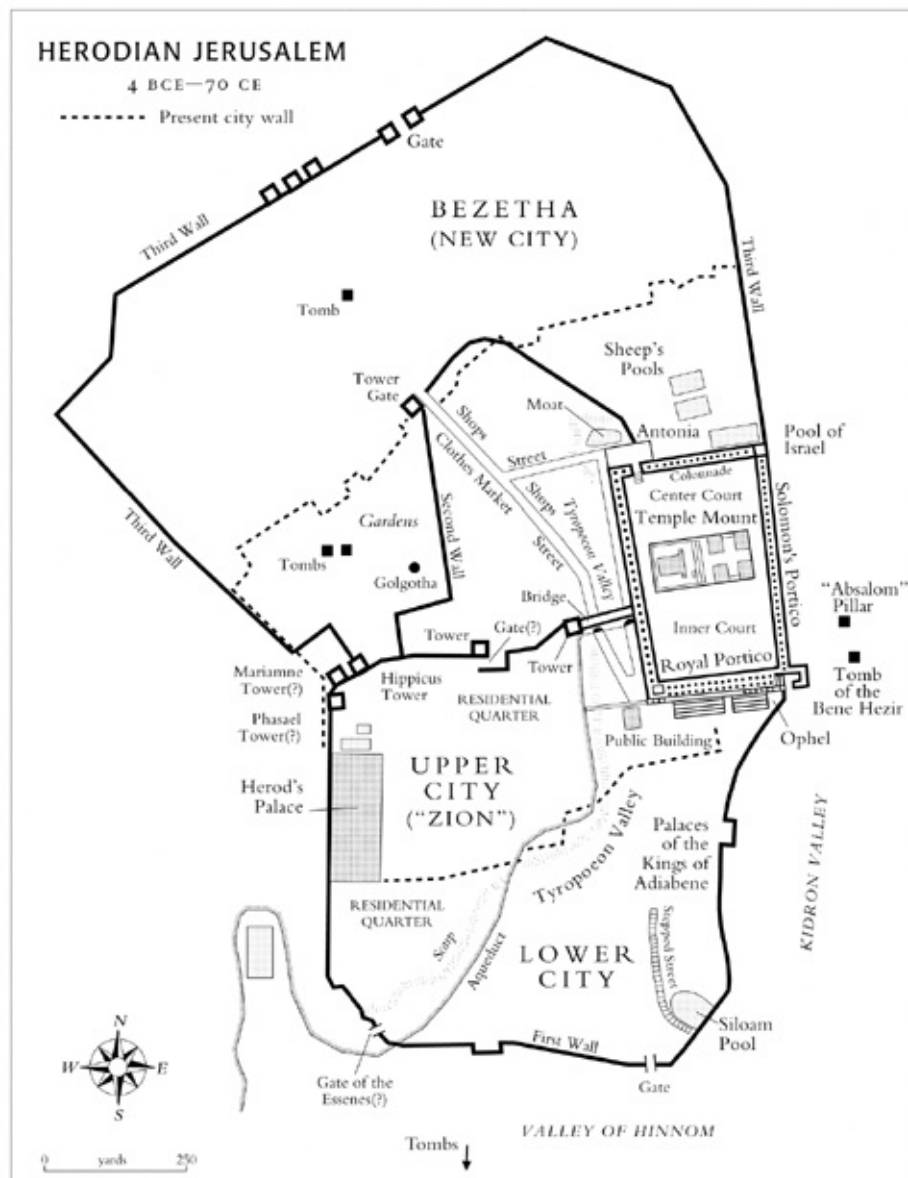 HERODIAN JERUSALEM
4 BCE—70 CE
Present city wall
Gate
BEZETHA
(NEW CITY)
Third Wall
Third Wall
Tomb
Sheep's
Pools
Tower
Gate
Moat
Shops
Clothes Market
Street
Street
Shops
Antonia
Pool of
Israel
Colonnade
Center Court
Temple Mount
Tyropoeon Valley
Solomon's Portico
Second Wall
Gardens
Third Wall
Tombs
Golgotha
Bridge
"Absalom"
Pillar
Gate(?)
Tower
Tower
Inner Court
Royal Portico
Tomb
of the
Bene Hezir
Mariamne
Tower(?)
Hippicus
Tower
RESIDENTIAL
QUARTER
Phasael
Tower(?)
Public Building
Ophel
Herod's
Palace
UPPER
CITY
("ZION")
Tyropoeon Valley
Palaces
of the
Kings of
Adiabene
KIDRON VALLEY
RESIDENTIAL
QUARTER
Scarp
Aqueduct
Stepped Street
LOWER
CITY
Siloam
Pool
First Wall
Gate
Gate of the
Essenes(?)
N
W E
S
VALLEY OF HINNOM
Tombs
0 yards 250